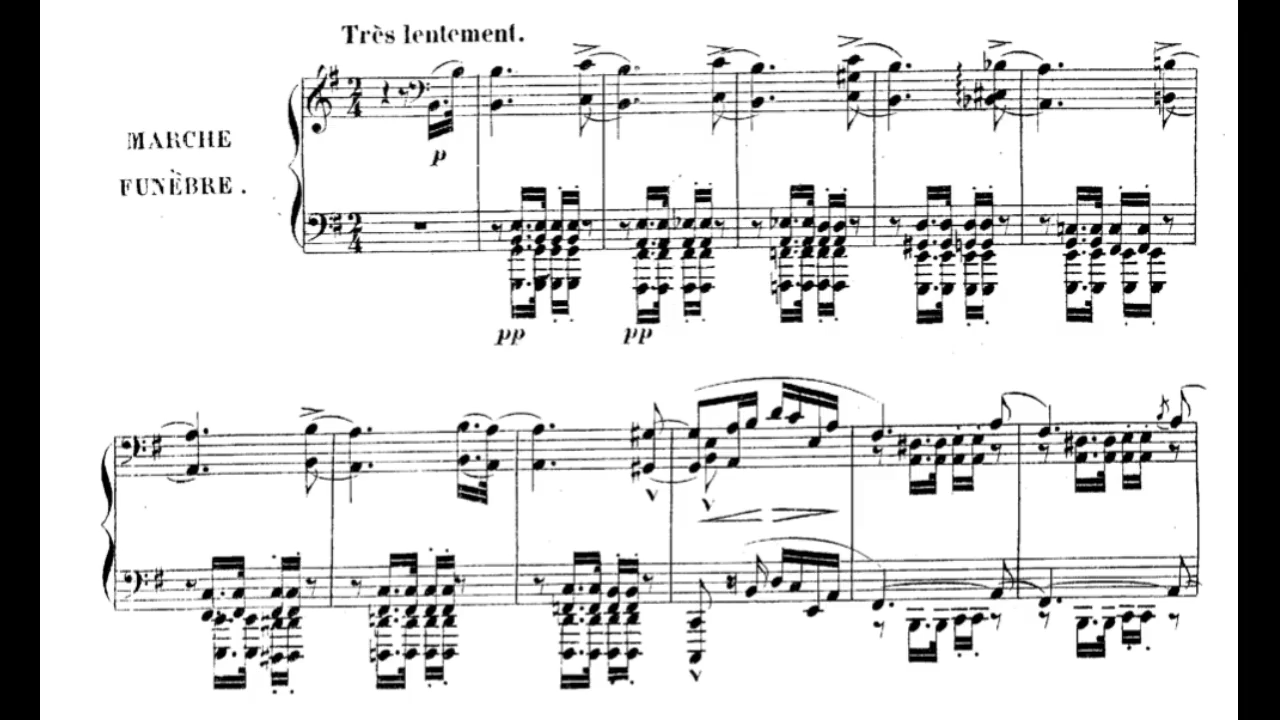 Très lentement.
MARCHE
FUNÈBRE.
p
pp
pp